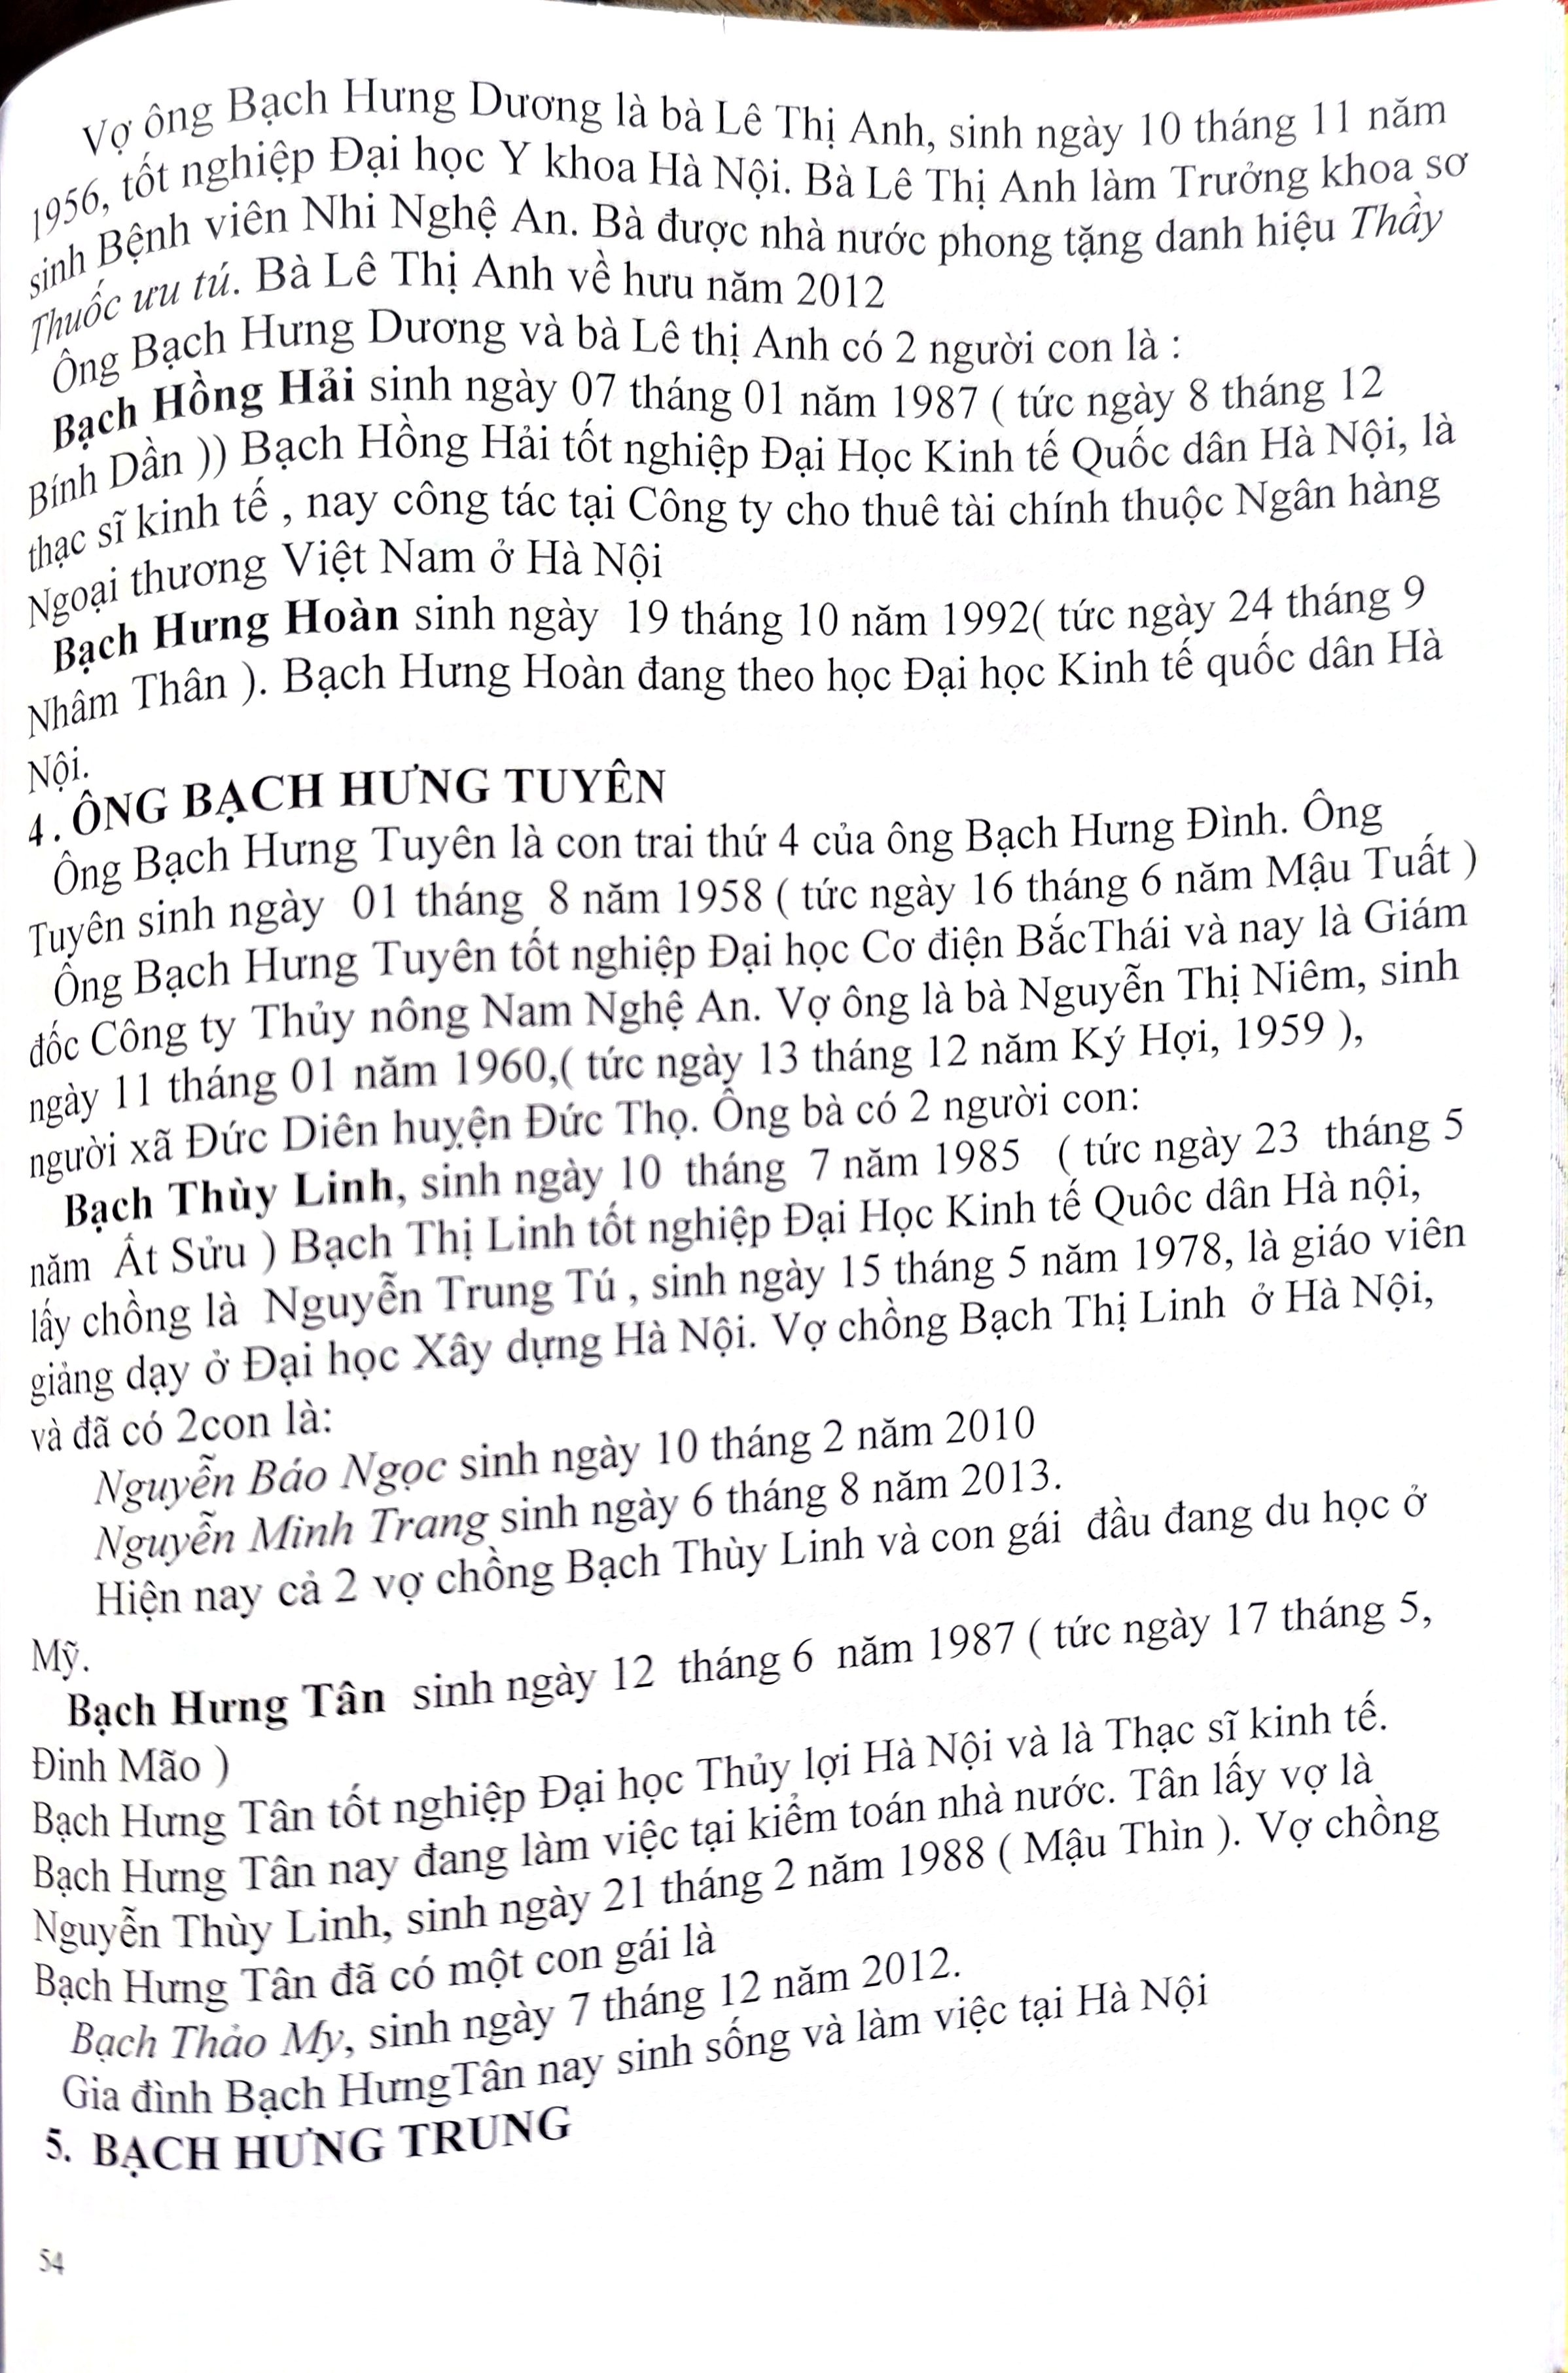 Vợ ông Bạch Hưng Dương là bà Lê Thị Anh, sinh ngày 10 tháng 11 năm
1956, tốt nghiệp Đại học Y khoa Hà Nội. Bà Lê Thị Anh làm Trưởng khoa sơ
sinh Bệnh viên Nhi Nghệ An. Bà được nhà nước phong tặng danh hiệu Thầy
Thuốc ưu tú. Bà Lê Thị Anh về hưu năm 2012
Ông Bạch Hưng Dương và bà Lê thị Anh có 2 người con là :
Bạch Hồng Hải sinh ngày 07 tháng 01 năm 1987 ( tức ngày 8 tháng 12
Bính Dần )) Bạch Hồng Hải tốt nghiệp Đại Học Kinh tế Quốc dân Hà Nội, là
thạc sĩ kinh tế , nay công tác tại Công ty cho thuê tài chính thuộc Ngân hàng
Ngoại thương Việt Nam ở Hà Nội
Bạch Hưng Hoàn sinh ngày 19 tháng 10 năm 1992( tức ngày 24 tháng 9
Nhâm Thân ). Bạch Hưng Hoàn đang theo học Đại học Kinh tế quốc dân Hà
Nội.
4 . ÔNG BẠCH HƯNG TUYÊN
Ông Bạch Hưng Tuyên là con trai thứ 4 của ông Bạch Hưng Đình. Ông
Tuyên sinh ngày 01 tháng 8 năm 1958 ( tức ngày 16 tháng 6 năm Mậu Tuất )
Ông Bạch Hưng Tuyên tốt nghiệp Đại học Cơ điện BắcThái và nay là Giám
đốc Công ty Thủy nông Nam Nghệ An. Vợ ông là bà Nguyễn Thị Niêm, sinh
ngày 11 tháng 01 năm 1960,( tức ngày 13 tháng 12 năm Ký Hợi, 1959 ),
người xã Đức Diên huyện Đức Thọ. Ông bà có 2 người con:
Bạch Thùy Linh, sinh ngày 10 tháng 7 năm 1985 ( tức ngày 23 tháng 5
năm Ất Sửu ) Bạch Thị Linh tốt nghiệp Đại Học Kinh tế Quôc dân Hà nội,
lấy chồng là Nguyễn Trung Tú , sinh ngày 15 tháng 5 năm 1978, là giáo viên
giảng dạy ở Đại học Xây dựng Hà Nội. Vợ chồng Bạch Thị Linh ở Hà Nội,
và đã có 2con là:
Nguyễn Báo Ngọc sinh ngày 10 tháng 2 năm 2010
Nguyễn Minh Trang sinh ngày 6 tháng 8 năm 2013.
Hiện nay cả 2 vợ chồng Bạch Thùy Linh và con gái đầu đang du học ở
Mỹ.
Bạch Hưng Tân sinh ngày 12 tháng 6 năm 1987 ( tức ngày 17 tháng 5,
Đinh Mão )
Bạch Hưng Tân tốt nghiệp Đại học Thủy lợi Hà Nội và là Thạc sĩ kinh tế.
Bạch Hưng Tân nay đang làm việc tại kiểm toán nhà nước. Tân lấy vợ là
Nguyễn Thùy Linh, sinh ngày 21 tháng 2 năm 1988 ( Mậu Thìn ). Vợ chồng
Bạch Hưng Tân đã có một con gái là
Bạch Thảo My, sinh ngày 7 tháng 12 năm 2012.
Gia đình Bạch HưngTân nay sinh sống và làm việc tại Hà Nội
5. BẠCH HƯNG TRUNG
54